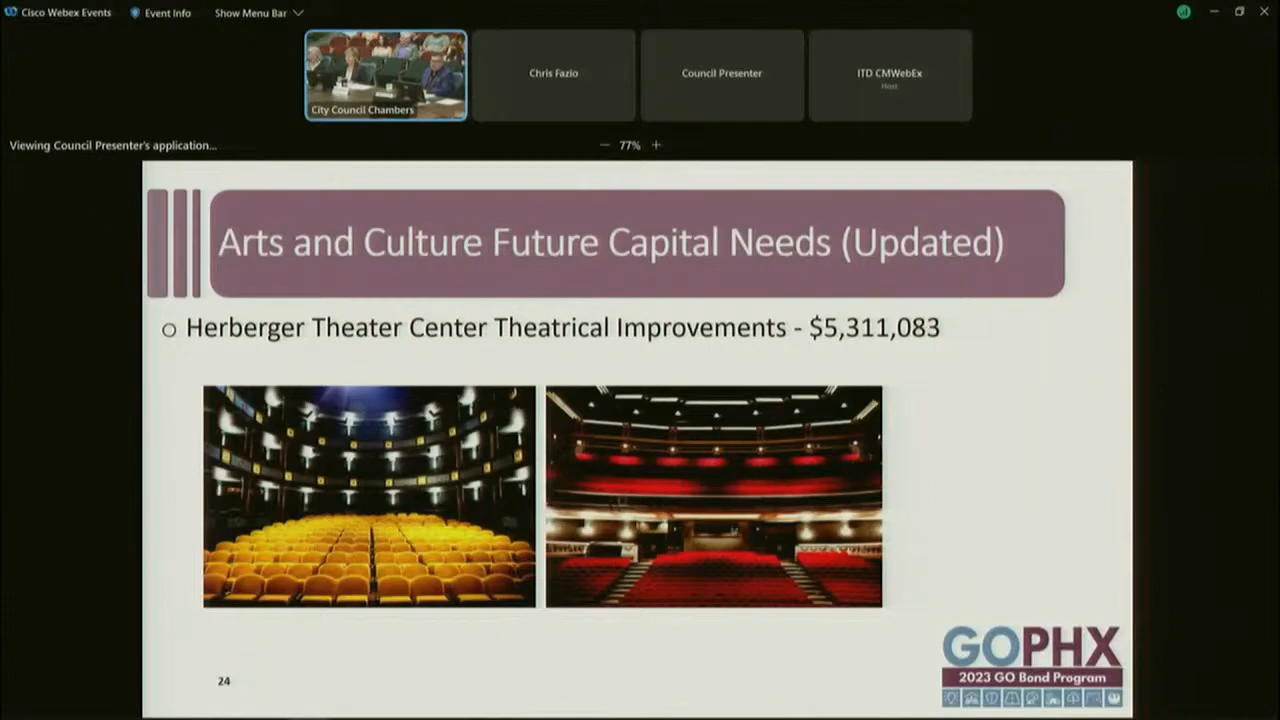 Cisco Webex Events
Event Info
Show Menu Bar
City Council Chambers
Chris Fazio
Council Presenter
ITD CMWebEx
Host
Viewing Council Presenter's application...
77%
Arts and Culture Future Capital Needs (Updated)
Herberger Theater Center Theatrical Improvements - $5,311,083
24
GOPHX
2023 GO Bond Program